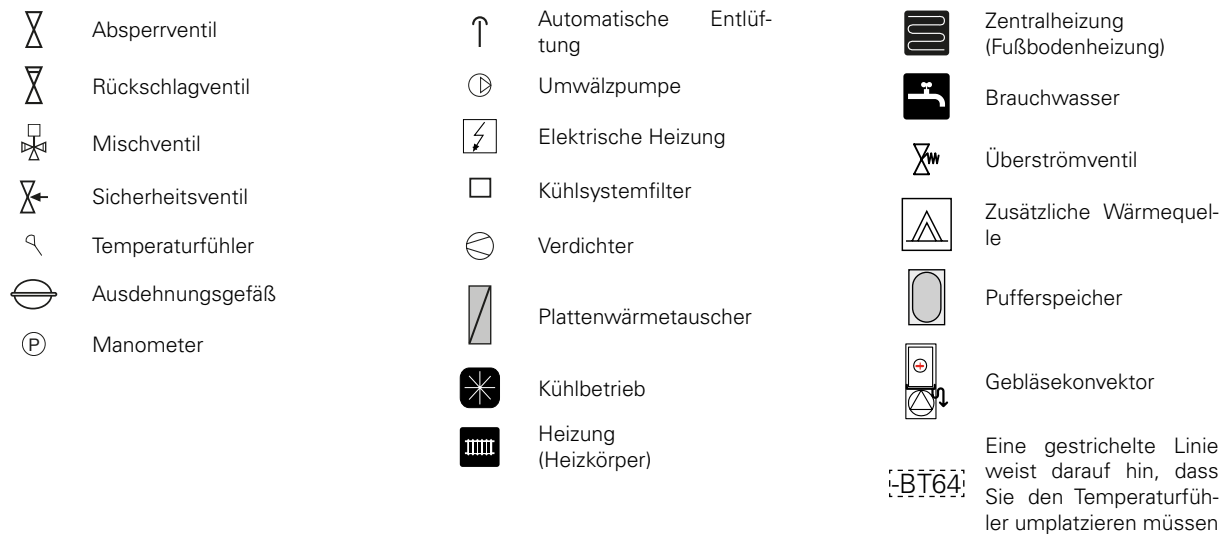 Absperrventil
Rückschlagventil
Mischventil
Sicherheitsventil
Temperaturfühler
Ausdehnungsgefäß
P
Manometer
Automatische Entlüf-
tung
Umwälzpumpe
Elektrische Heizung
Kühlsystemfilter
Verdichter
Plattenwärmetauscher
Kühlbetrieb
Heizung
(Heizkörper)
Zentralheizung
(Fußbodenheizung)
Brauchwasser
Überströmventil
Zusätzliche Wärmequel-
le
Pufferspeicher
Gebläsekonvektor
-BT64
Eine gestrichelte Linie
weist darauf hin, dass
Sie den Temperaturfüh-
ler umplatzieren müssen